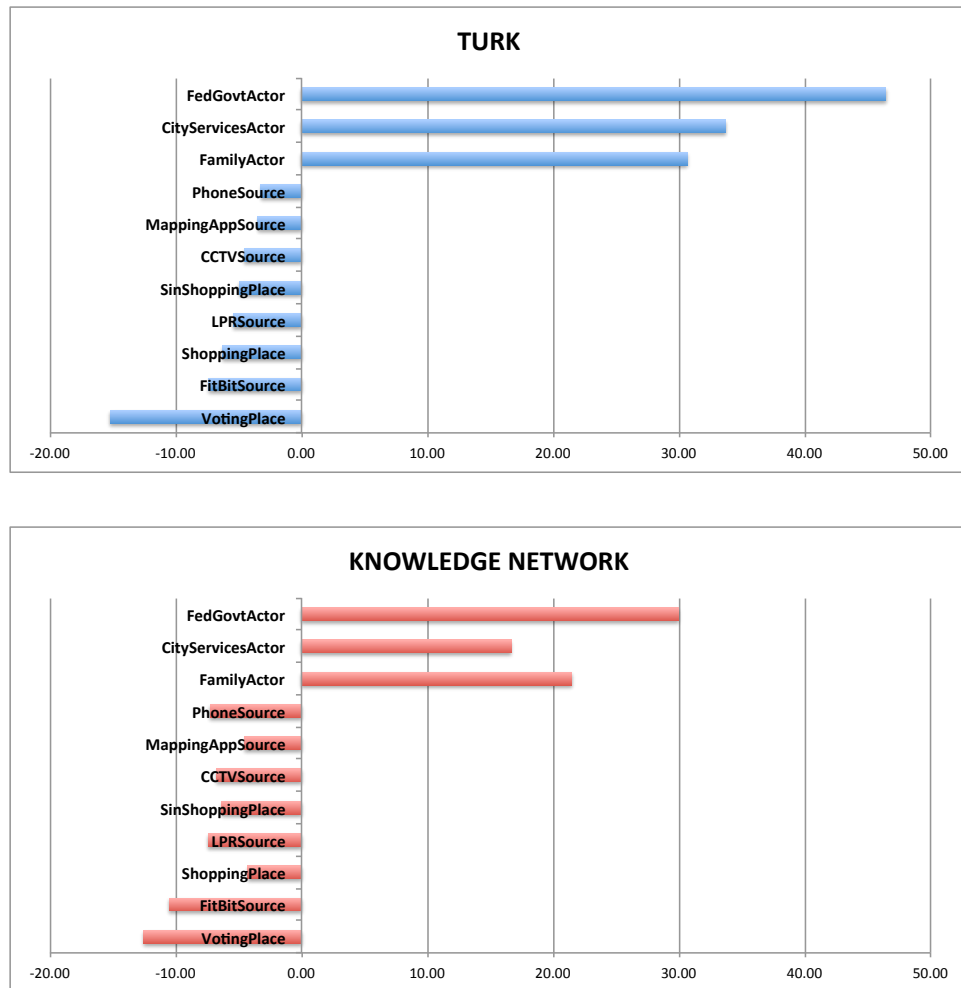 TURK
FedGovtActor
CityServicesActor
FamilyActor
PhoneSource
MappingAppSource
CCTVSource
SinShoppingPlace
LPRSource
ShoppingPlace
FitBitSource
VotingPlace
-20.00 -10.00 0.00 10.00 20.00 30.00 40.00 50.00
KNOWLEDGE NETWORK
FedGovtActor
CityServicesActor
FamilyActor
PhoneSource
MappingAppSource
CCTVSource
SinShoppingPlace
LPRSource
ShoppingPlace
FitBitSource
VotingPlace
-20.00 -10.00 0.00 10.00 20.00 30.00 40.00 50.00